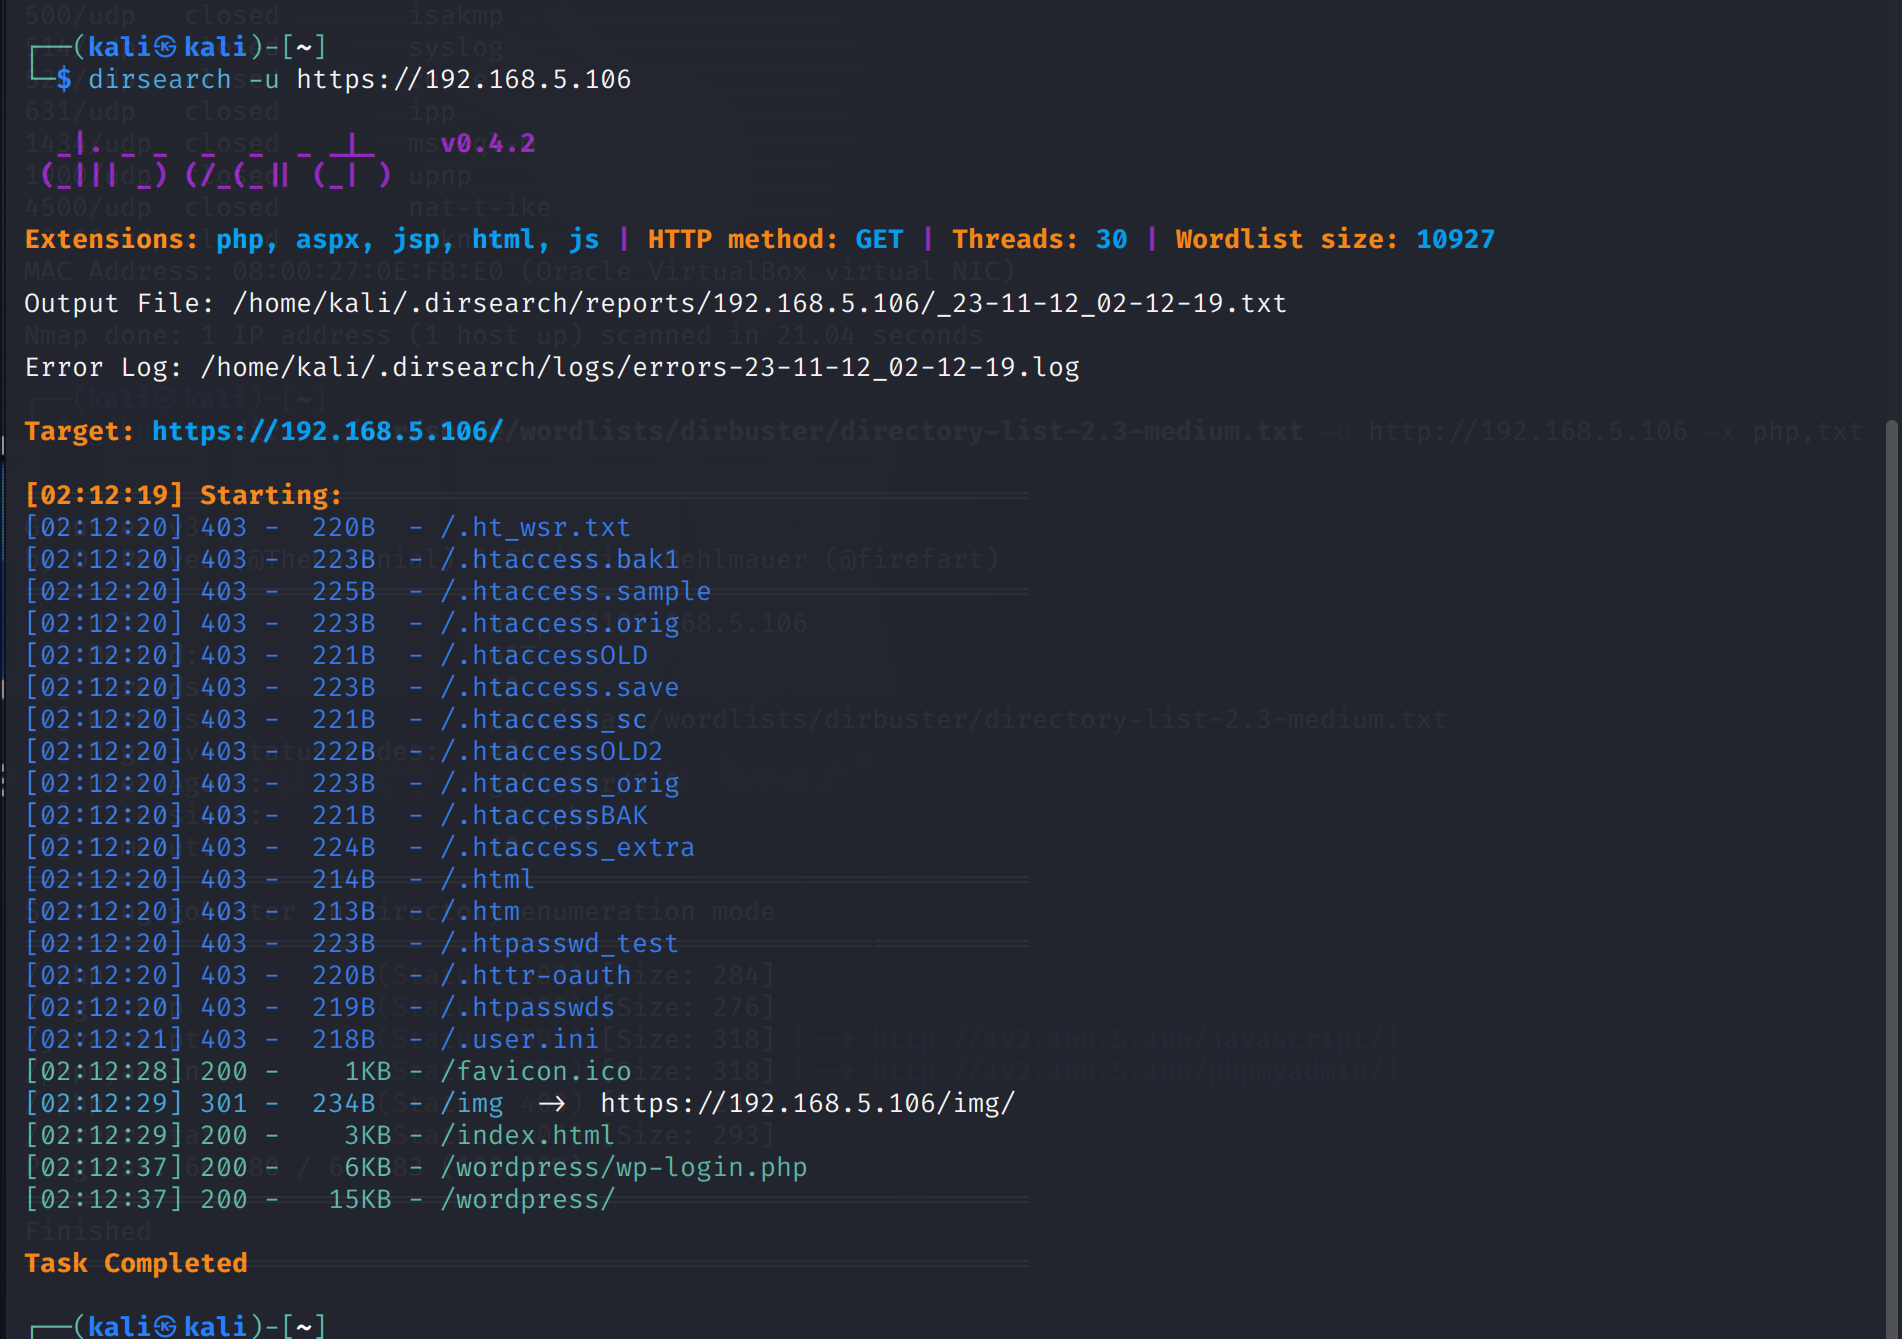 ┌──(kali㉿kali)-[~]
└─$ dirsearch -u https://192.168.5.106
v0.4.2
Extensions: php, aspx, jsp, html, js | HTTP method: GET | Threads: 30 | Wordlist size: 10927
Output File: /home/kali/.dirsearch/reports/192.168.5.106/_23-11-12_02-12-19.txt
Error Log: /home/kali/.dirsearch/logs/errors-23-11-12_02-12-19.log
Target: https://192.168.5.106/
[02:12:19] Starting:
[02:12:20] 403 - 220B - /.ht_wsr.txt
[02:12:20] 403 - 223B - /.htaccess.bak1
[02:12:20] 403 - 225B - /.htaccess.sample
[02:12:20] 403 - 223B - /.htaccess.orig
[02:12:20] 403 - 221B - /.htaccessOLD
[02:12:20] 403 - 223B - /.htaccess.save
[02:12:20] 403 - 221B - /.htaccess_sc
[02:12:20] 403 - 222B - /.htaccessOLD2
[02:12:20] 403 - 223B - /.htaccess_orig
[02:12:20] 403 - 221B - /.htaccessBAK
[02:12:20] 403 - 224B - /.htaccess_extra
[02:12:20] 403 - 214B - /.html
[02:12:20] 403 - 213B - /.htm
[02:12:20] 403 - 223B - /.htpasswd_test
[02:12:20] 403 - 220B - /.httr-oauth
[02:12:20] 403 - 219B - /.htpasswds
[02:12:21] 403 - 218B - /.user.ini
[02:12:28] 200 - 1KB - /favicon.ico
[02:12:29] 301 - 234B - /img -> https://192.168.5.106/img/
[02:12:29] 200 - 3KB - /index.html
[02:12:37] 200 - 6KB - /wordpress/wp-login.php
[02:12:37] 200 - 15KB - /wordpress/
Task Completed
┌──(kali㉿kali)-[~]